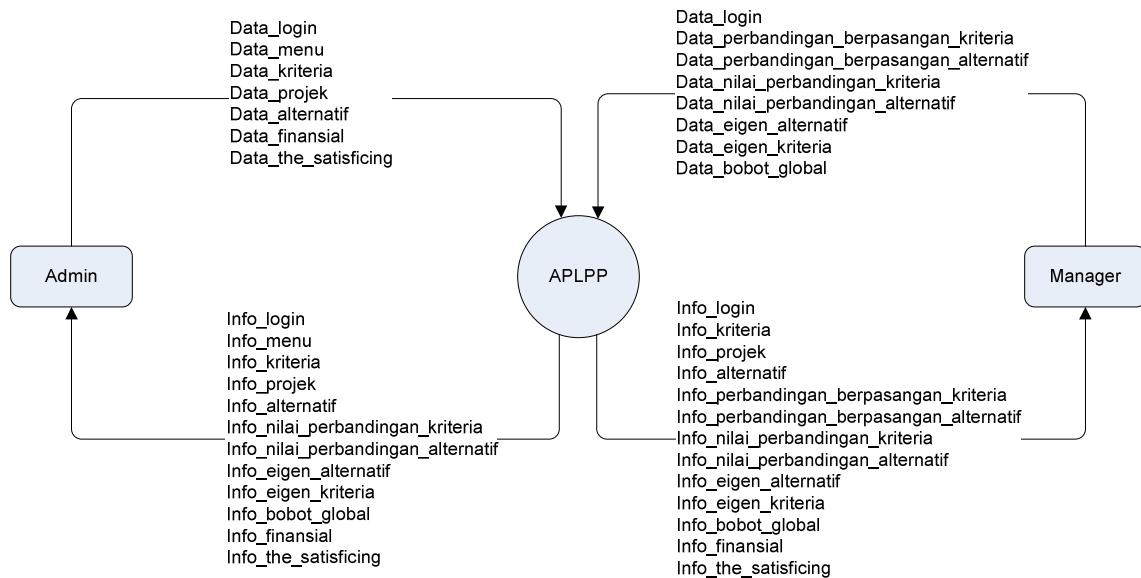 Data_login
Data_menu
Data_kriteria
Data_projek
Data_alternatif
Data_finansial
Data_the_satisficing
Data_login
Data_perbandingan_berpasangan_kriteria
Data_perbandingan_berpasangan_alternatif
Data_nilai_perbandingan_kriteria
Data_nilai_perbandingan_alternatif
Data_eigen_alternatif
Data_eigen_kriteria
Data_bobot_global
Admin
APLPP
Manager
Info_login
Info_menu
Info_kriteria
Info_projek
Info_alternatif
Info_nilai_perbandingan_kriteria
Info_nilai_perbandingan_alternatif
Info_eigen_alternatif
Info_eigen_kriteria
Info_bobot_global
Info_finansial
Info_the_satisficing
Info_login
Info_kriteria
Info_projek
Info_alternatif
Info_perbandingan_berpasangan_kriteria
Info_perbandingan_berpasangan_alternatif
Info_nilai_perbandingan_kriteria
Info_nilai_perbandingan_alternatif
Info_eigen_alternatif
Info_eigen_kriteria
Info_bobot_global
Info_finansial
Info_the_satisficing